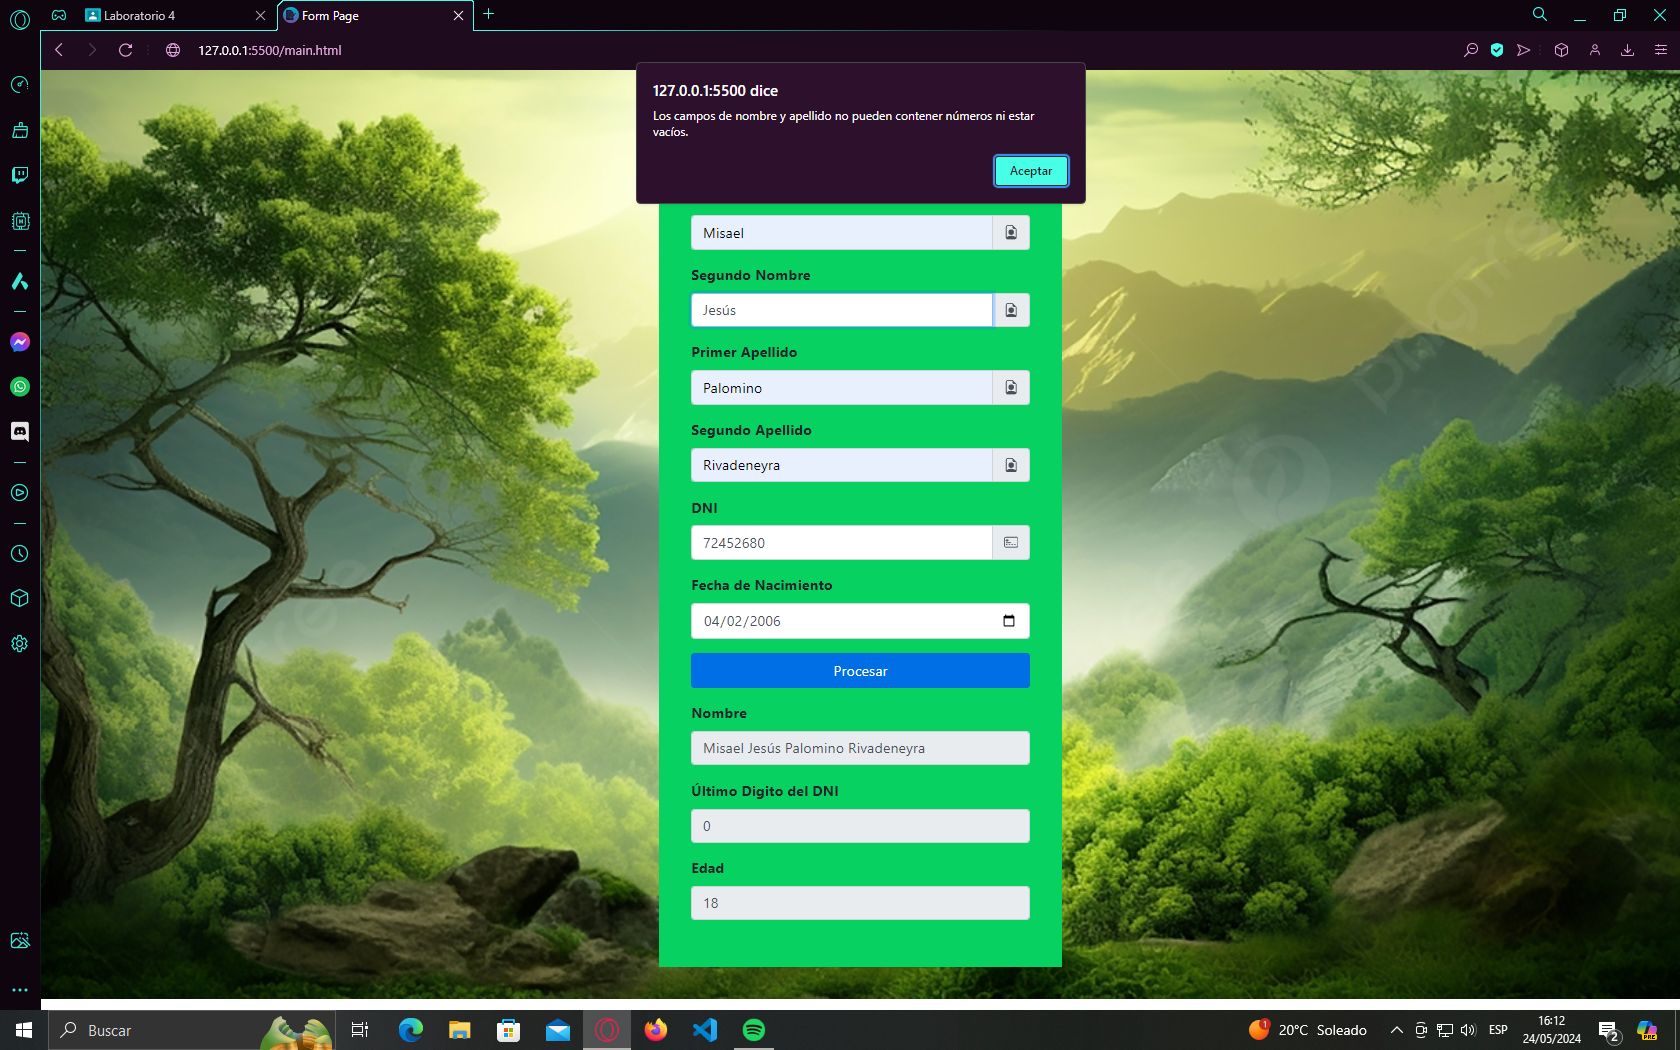 Laboratorio 4
Form Page
127.0.0.1:5500/main.html
127.0.0.1:5500 dice
Los campos de nombre y apellido no pueden contener números ni estar
vacíos.
Aceptar
Misael
Segundo Nombre
Jesús
Primer Apellido
Palomino
Segundo Apellido
Rivadeneyra
DNI
72452680
Fecha de Nacimiento
04/02/2006
Procesar
Nombre
Misael Jesús Palomino Rivadeneyra
Último Digito del DNI
0
Edad
18
Buscar
1
20°C Soleado
ESP
16:12
24/05/2024
2
PRE